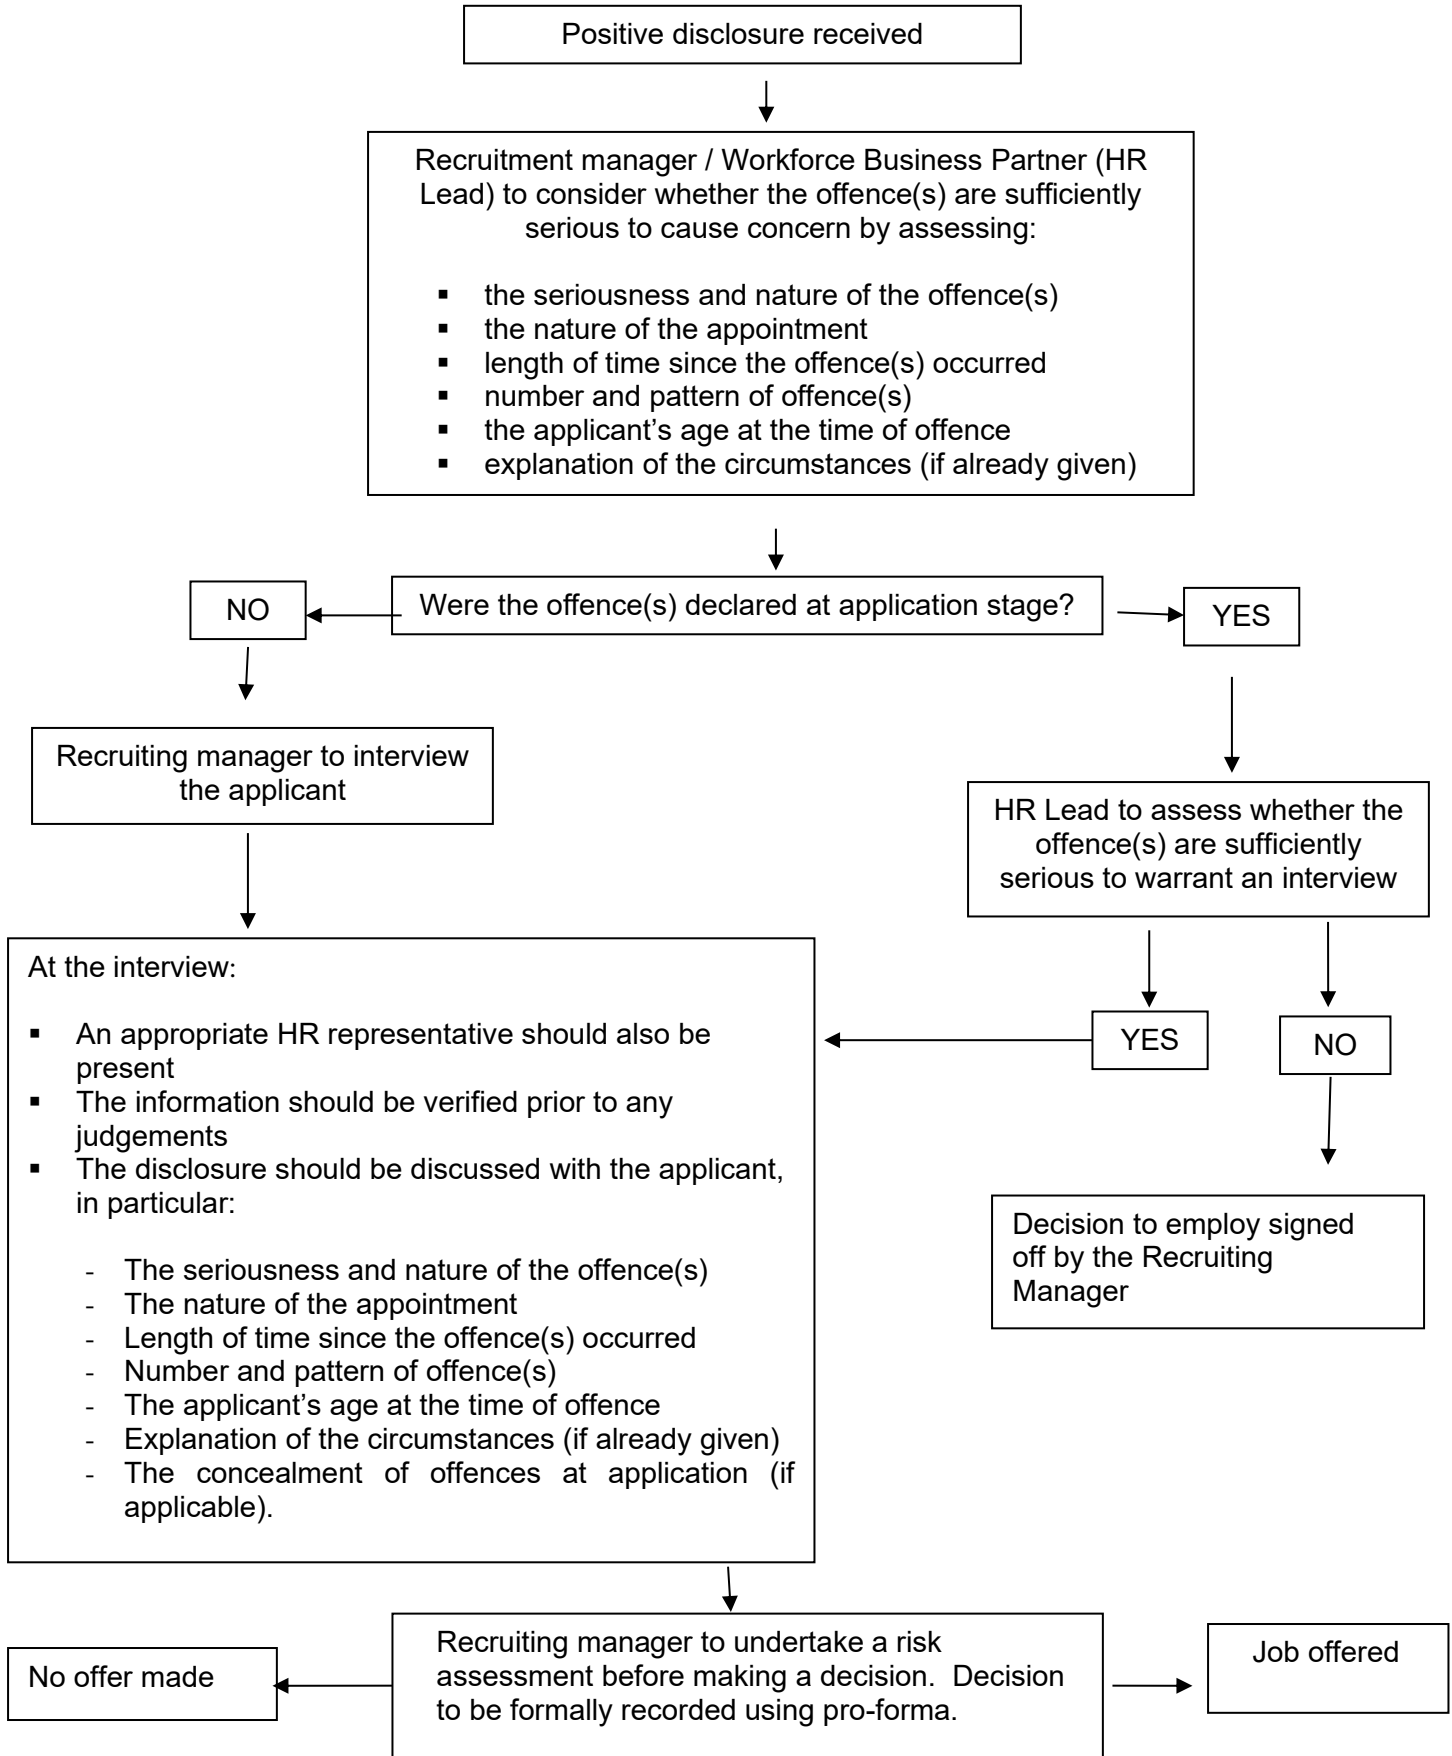 Positive disclosure received
Recruitment manager / Workforce Business Partner (HR
Lead) to consider whether the offence(s) are sufficiently
serious to cause concern by assessing:
▪ the seriousness and nature of the offence(s)
▪ the nature of the appointment
▪ length of time since the offence(s) occurred
▪ number and pattern of offence(s)
▪ the applicant’s age at the time of offence
▪ explanation of the circumstances (if already given)
NO
Were the offence(s) declared at application stage?
YES
Recruiting manager to interview
the applicant
HR Lead to assess whether the
offence(s) are sufficiently
serious to warrant an interview
YES
NO
At the interview:
▪ An appropriate HR representative should also be
present
▪ The information should be verified prior to any
judgements
▪ The disclosure should be discussed with the applicant,
in particular:
- The seriousness and nature of the offence(s)
- The nature of the appointment
- Length of time since the offence(s) occurred
- Number and pattern of offence(s)
- The applicant’s age at the time of offence
- Explanation of the circumstances (if already given)
- The concealment of offences at application (if
applicable).
Decision to employ signed
off by the Recruiting
Manager
No offer made
Recruiting manager to undertake a risk
assessment before making a decision.  Decision
to be formally recorded using pro-forma.
Job offered